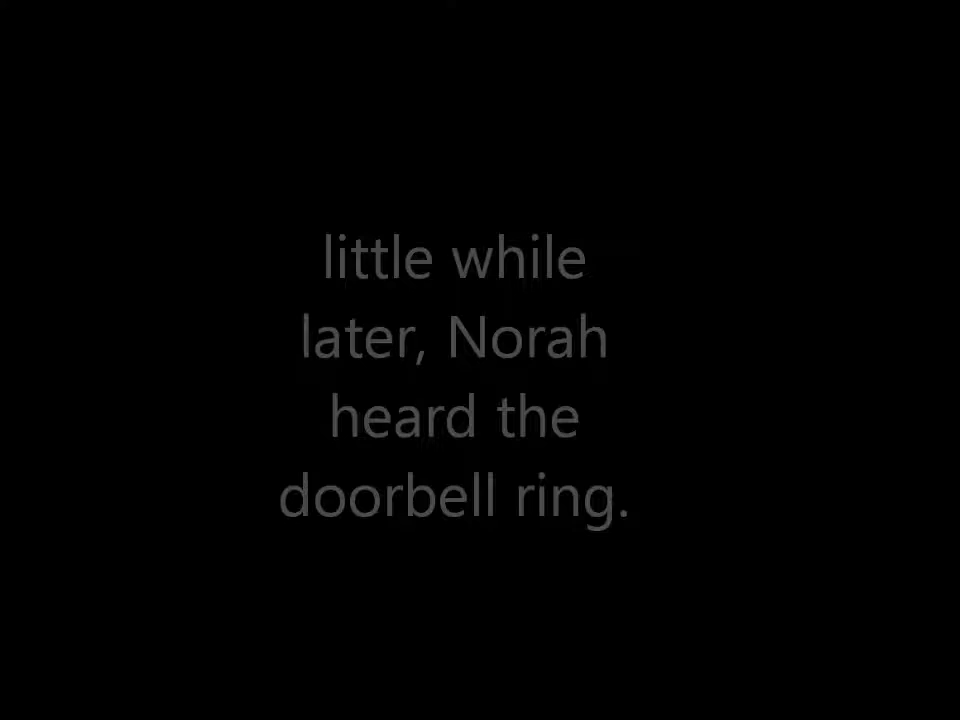 little while
later, Norah
heard the
doorbell ring.